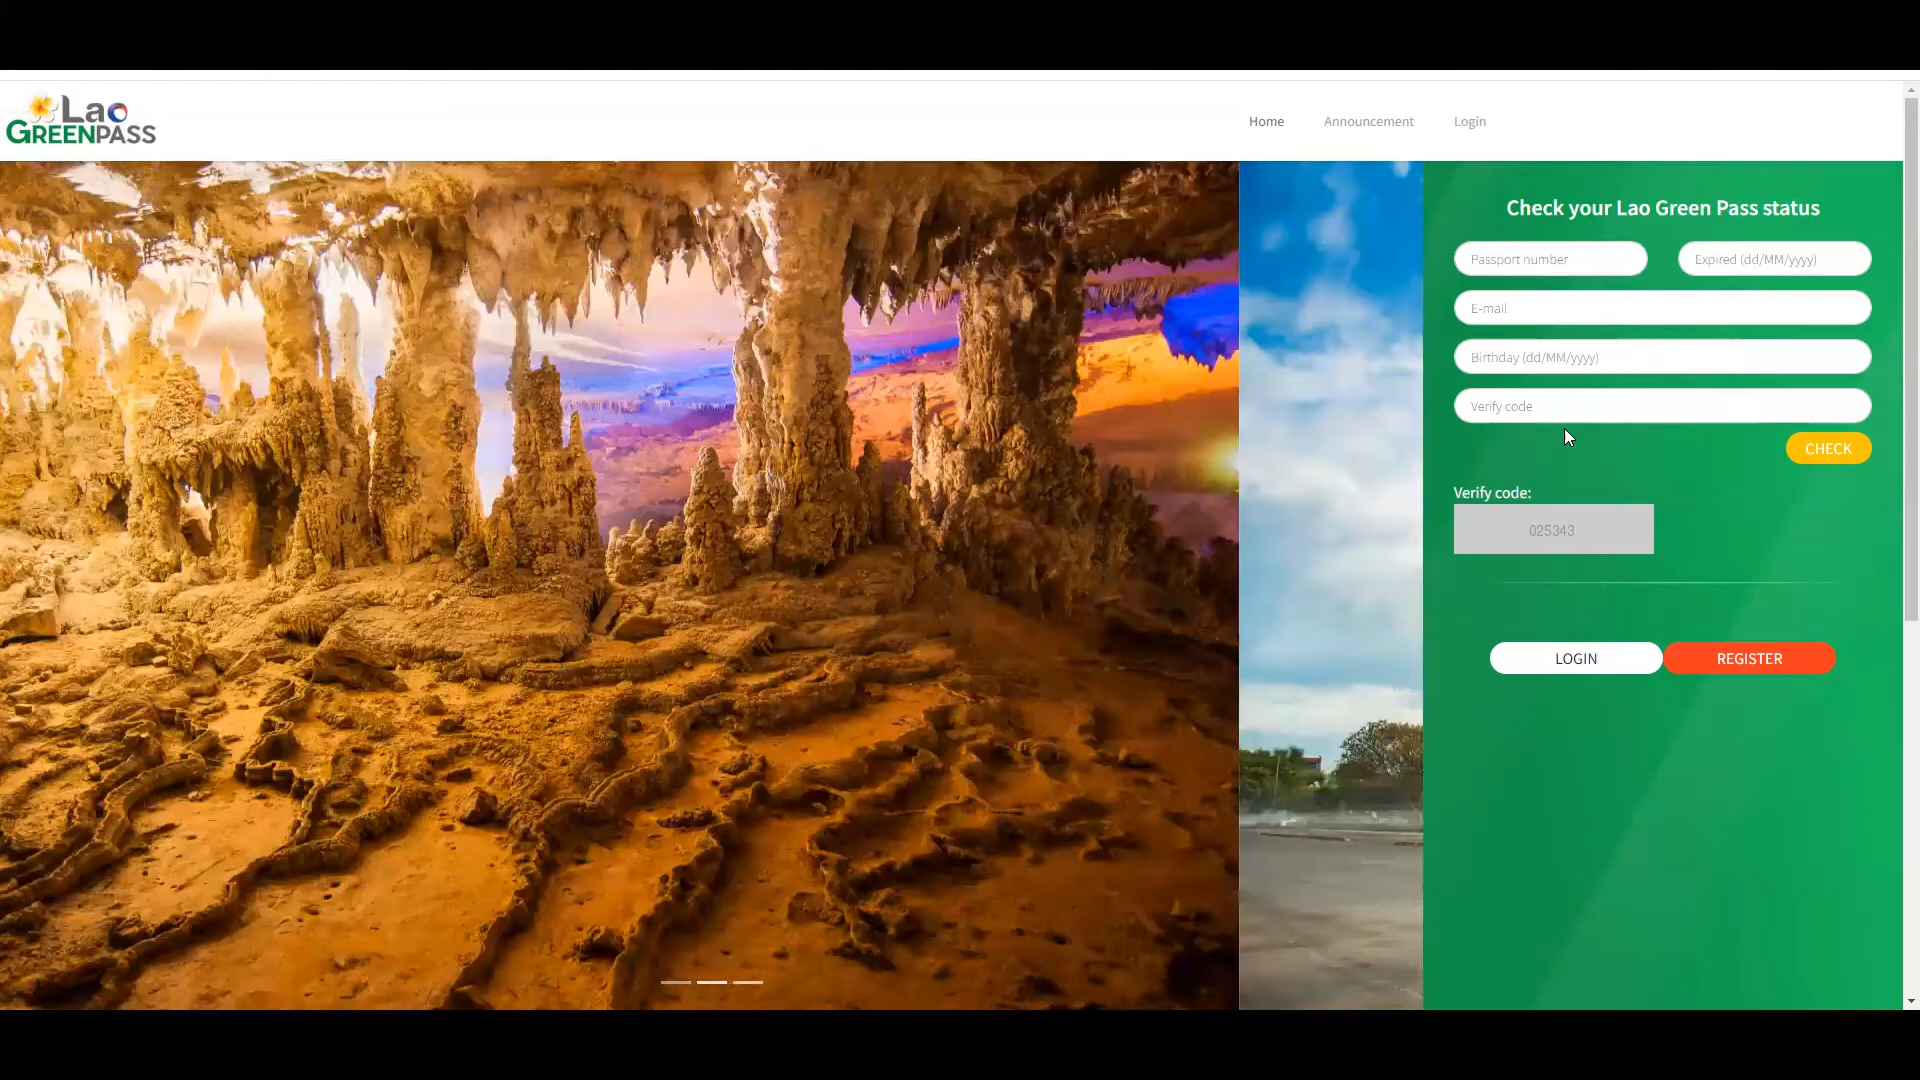 Lao
GREENPASS
Home
Announcement
Login
Check your Lao Green Pass status
Passport number
Expired (dd/MM/yyyy)
E-mail
Birthday (dd/MM/yyyy)
Verify code
CHECK
Verify code:
025343
LOGIN
REGISTER